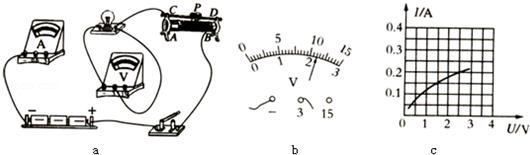 A
V
C P D
A B
− +
a
0 5 10 15
0 1 2 3
V
− 3 15
b
I/A
0.4
0.3
0.2
0.1
0 1 2 3 4 U/V
c